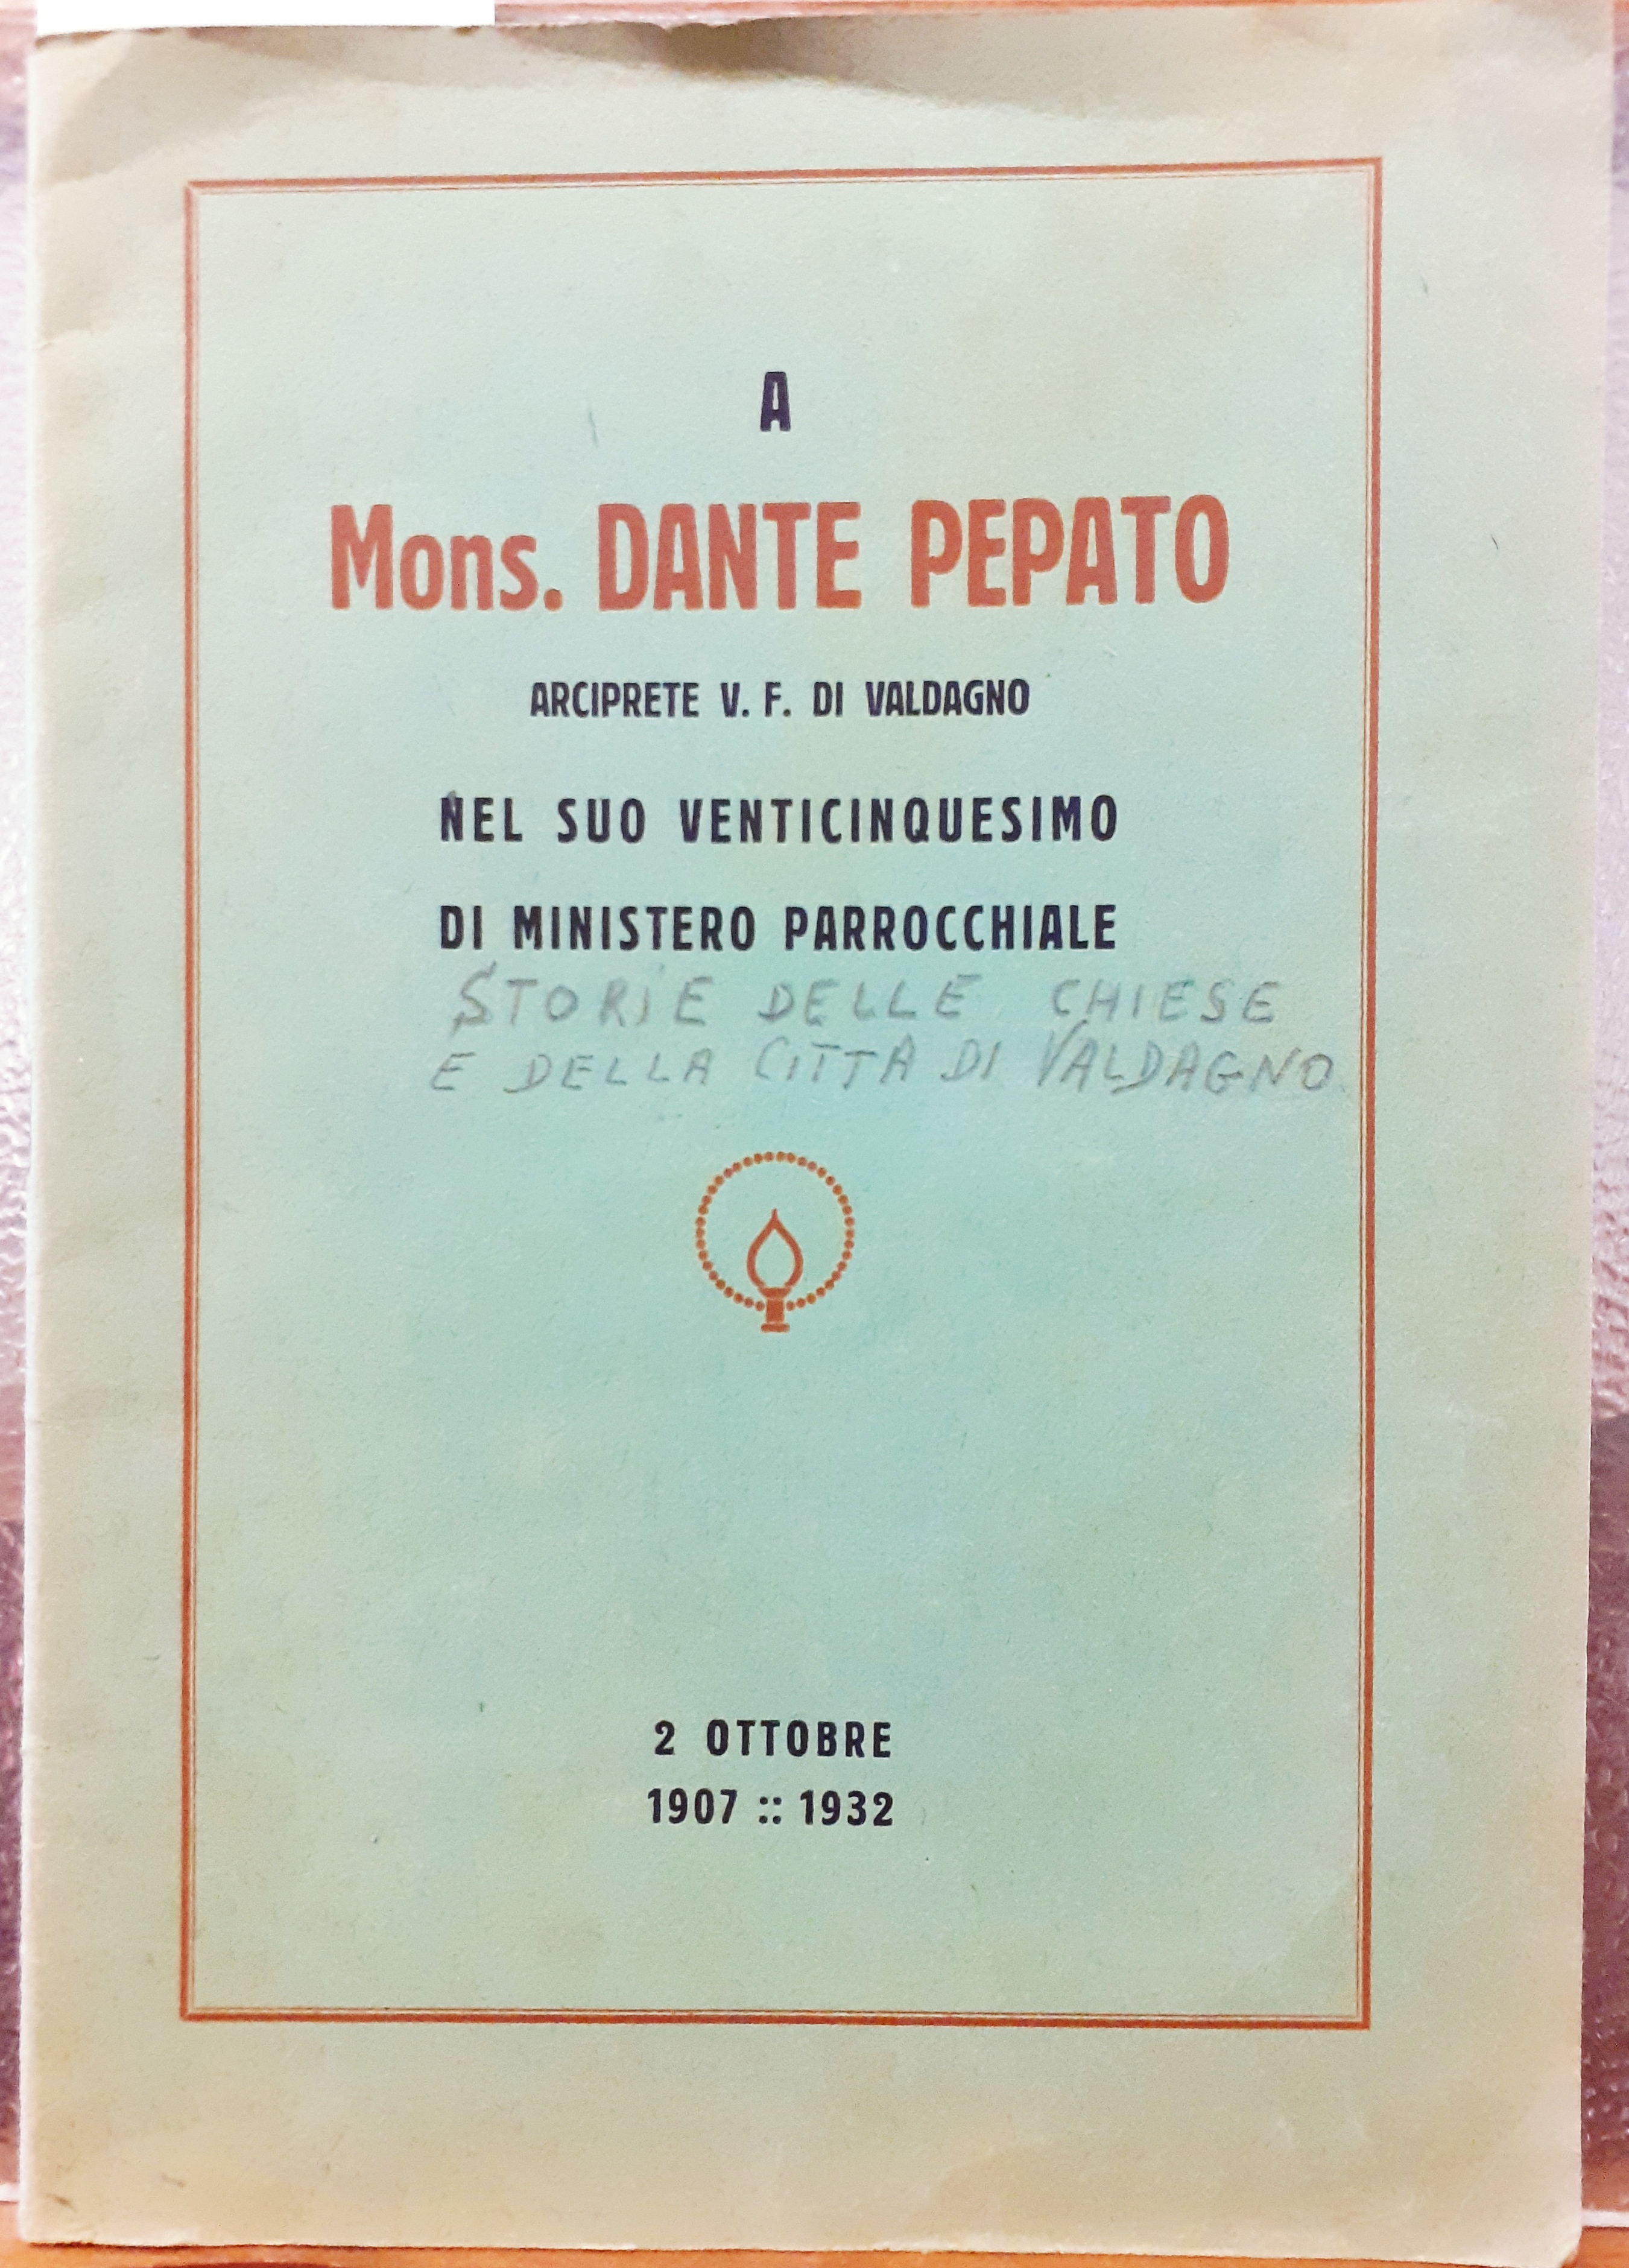 A
Mons. DANTE PEPATO
ARCIPRETE V. F. DI VALDAGNO
NEL SUO VENTICINQUESIMO
DI MINISTERO PARROCCHIALE
STORIE DELLE CHIESE
E DELLA CITTÀ DI VALDAGNO.
2 OTTOBRE
1907 :: 1932